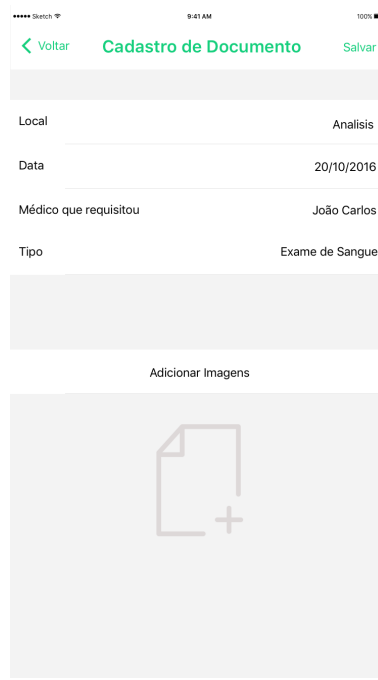 Sketch 9:41 AM 100%
Voltar Cadastro de Documento Salvar
Local Analisis
Data 20/10/2016
Médico que requisitou João Carlos
Tipo Exame de Sangue
Adicionar Imagens